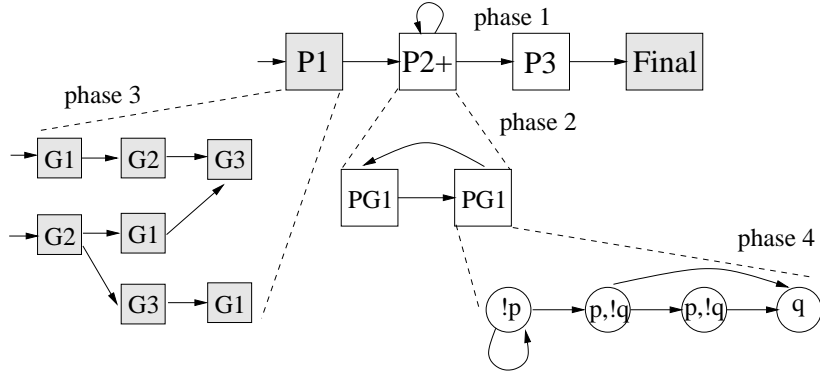 phase 1
P1
P2+
P3
Final
phase 3
phase 2
G1
G2
G3
PG1
PG1
G2
G1
phase 4
G3
G1
!p
p,!q
p,!q
q